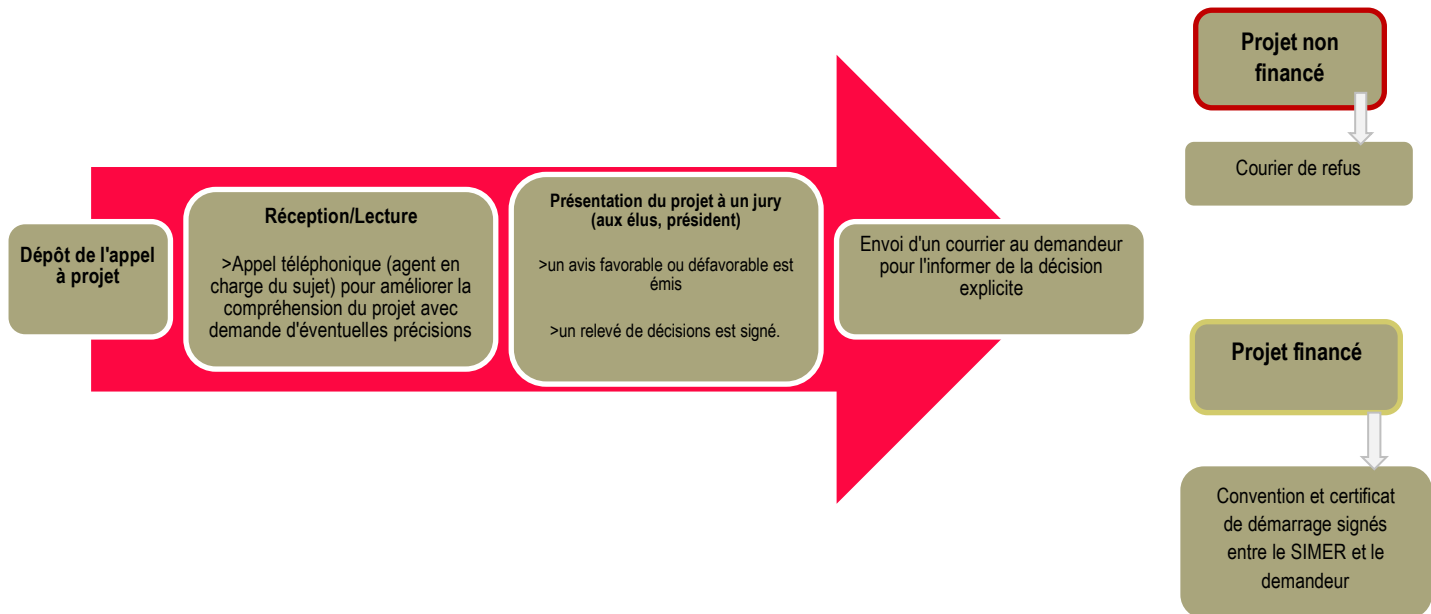 Dépôt de l'appel
à projet
Réception/Lecture
>Appel téléphonique (agent en
charge du sujet) pour améliorer la
compréhension du projet avec
demande d'éventuelles précisions
Présentation du projet à un jury
(aux élus, président)
>un avis favorable ou défavorable est
émis
>un relevé de décisions est signé.
Envoi d'un courrier au demandeur
pour l'informer de la décision
explicite
Projet non
financé
Courier de refus
Projet financé
Convention et certificat
de démarrage signés
entre le SIMER et le
demandeur